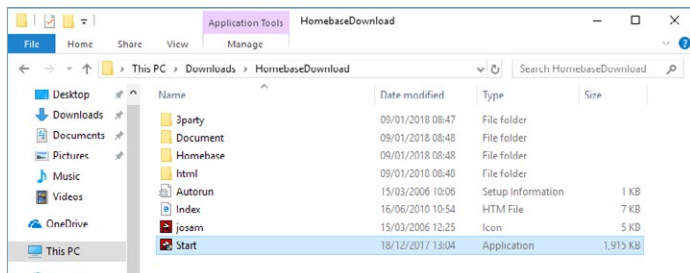 Application Tools HomebaseDownload
File Home Share View Manage
This PC > Downloads > HomebaseDownload Search HomebaseDownload
Desktop Name Date modified Type Size
Downloads 3party 09/01/2018 08:47 File folder
Documents Document 09/01/2018 08:48 File folder
Pictures Homebase 09/01/2018 08:48 File folder
Music html 09/01/2018 08:48 File folder
Videos Autorun 15/03/2006 10:06 Setup Information 1 KB
Index 16/06/2010 10:54 HTM File 7 KB
OneDrive josam 15/03/2006 12:25 Icon 5 KB
This PC Start 18/12/2017 13:04 Application 1,915 KB